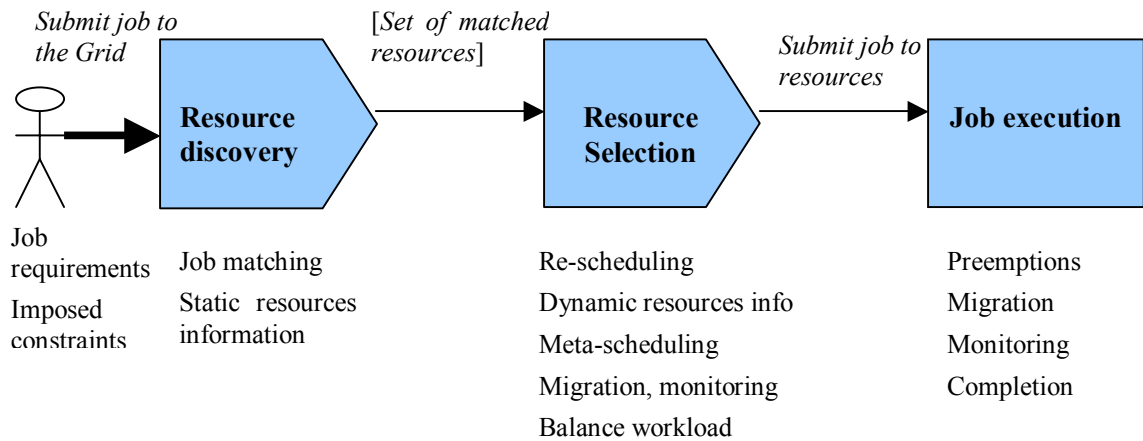 Submit job to
the Grid
[Set of matched
resources]
Submit job to
resources
Resource
discovery
Resource
Selection
Job execution
Job
requirements
Imposed
constraints
Job matching
Static resources
information
Re-scheduling
Dynamic resources info
Meta-scheduling
Migration, monitoring
Balance workload
Preemptions
Migration
Monitoring
Completion